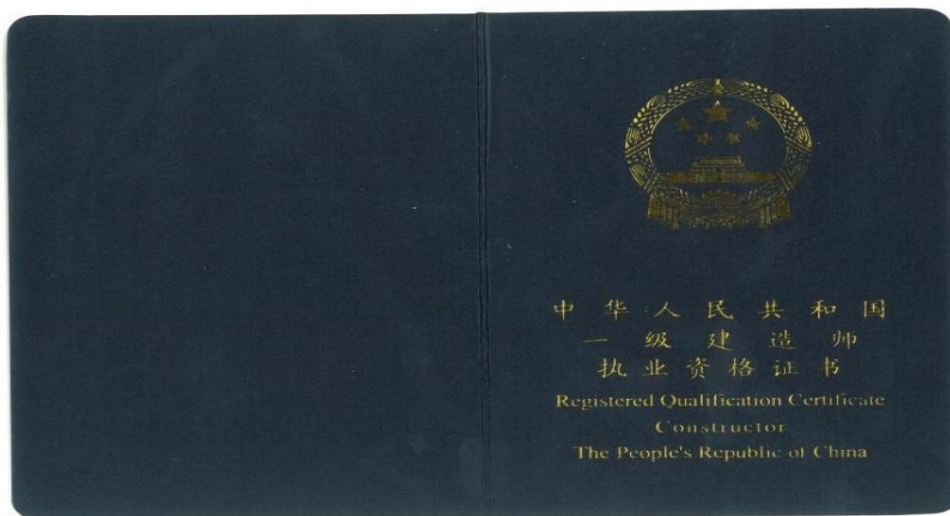 中华人民共和国
一级建造师
执业资格证书
Registered Qualification Certificate
Constructor
The People's Republic of China